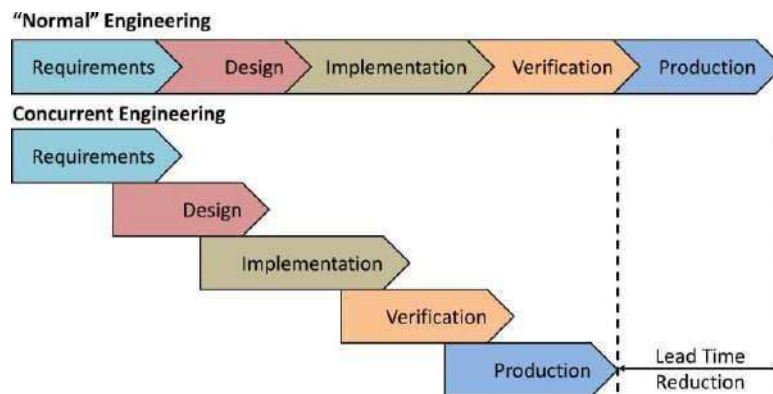 “Normal” Engineering
Requirements
Design
Implementation
Verification
Production
Concurrent Engineering
Requirements
Design
Implementation
Verification
Production
Lead Time
Reduction